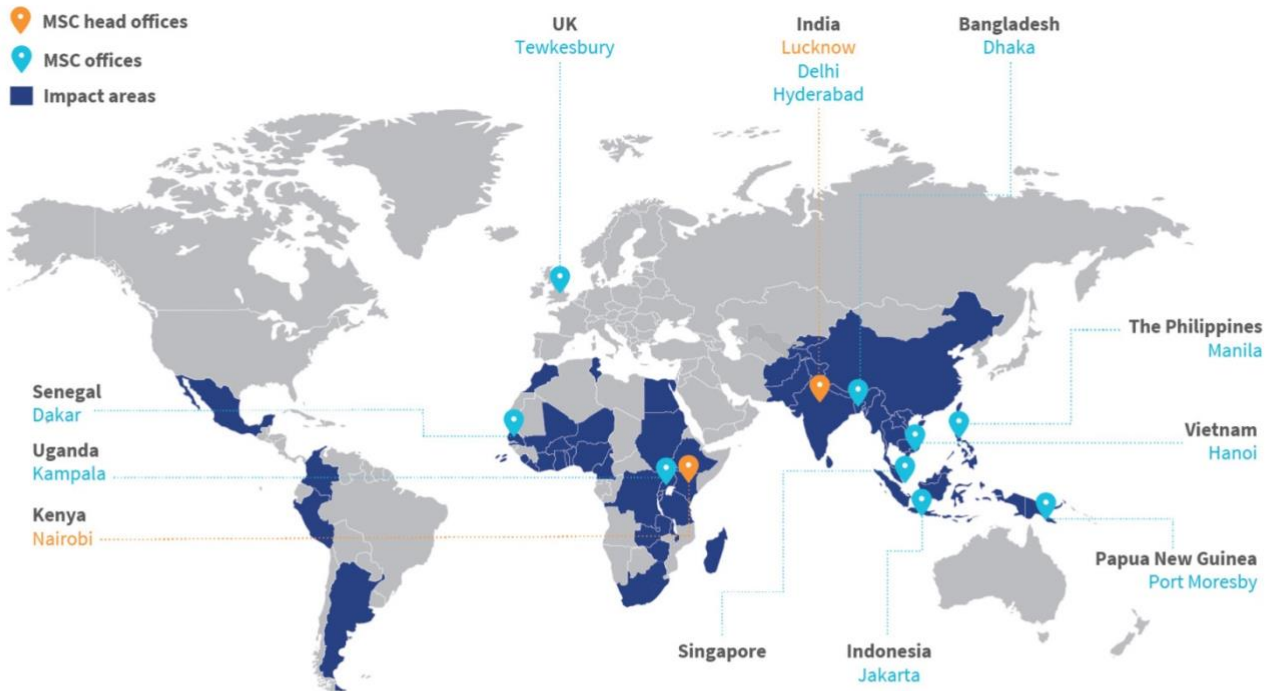 MSC head offices
MSC offices
Impact areas
UK
Tewkesbury
India
Lucknow
Delhi
Hyderabad
Bangladesh
Dhaka
The Philippines
Manila
Senegal
Dakar
Uganda
Kampala
Vietnam
Hanoi
Kenya
Nairobi
Papua New Guinea
Port Moresby
Singapore
Indonesia
Jakarta